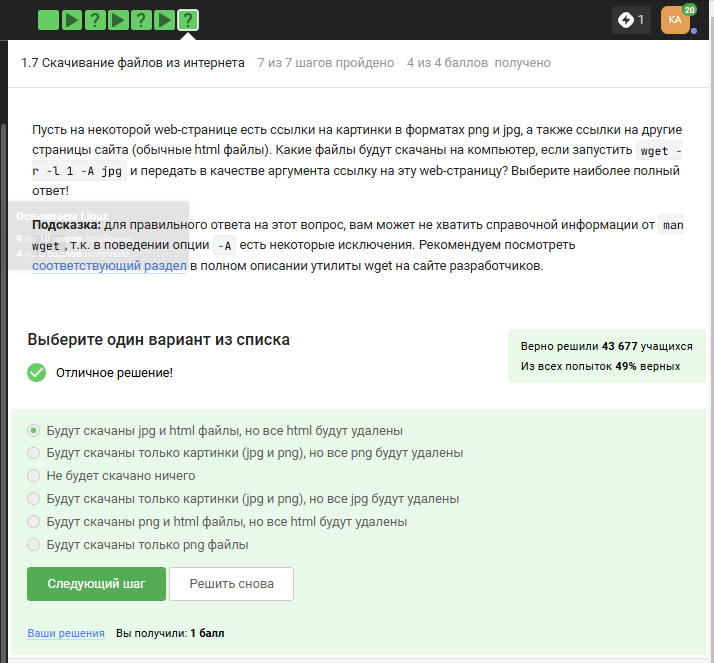 ? ? ?
1
KA
20
1.7 Скачивание файлов из интернета 7 из 7 шагов пройдено 4 из 4 баллов получено
Пусть на некоторой web-странице есть ссылки на картинки в форматах png и jpg, а также ссылки на другие
страницы сайта (обычные html файлы). Какие файлы будут скачаны на компьютер, если запустить wget -
r -l 1 -A jpg и передать в качестве аргумента ссылку на эту web-страницу? Выберите наиболее полный
ответ!
Осваиваем Linux
Подсказка: для правильного ответа на этот вопрос, вам может не хватить справочной информации от man
wget, т.к. в поведении опции -A есть некоторые исключения. Рекомендуем посмотреть
соответствующий раздел в полном описании утилиты wget на сайте разработчиков.
Выберите один вариант из списка
Верно решили 43 677 учащихся
Из всех попыток 49% верных
Отличное решение!
Будут скачаны jpg и html файлы, но все html будут удалены
Будут скачаны только картинки (jpg и png), но все png будут удалены
Не будет скачано ничего
Будут скачаны только картинки (jpg и png), но все jpg будут удалены
Будут скачаны png и html файлы, но все html будут удалены
Будут скачаны только png файлы
Следующий шаг Решить снова
Ваши решения Вы получили: 1 балл